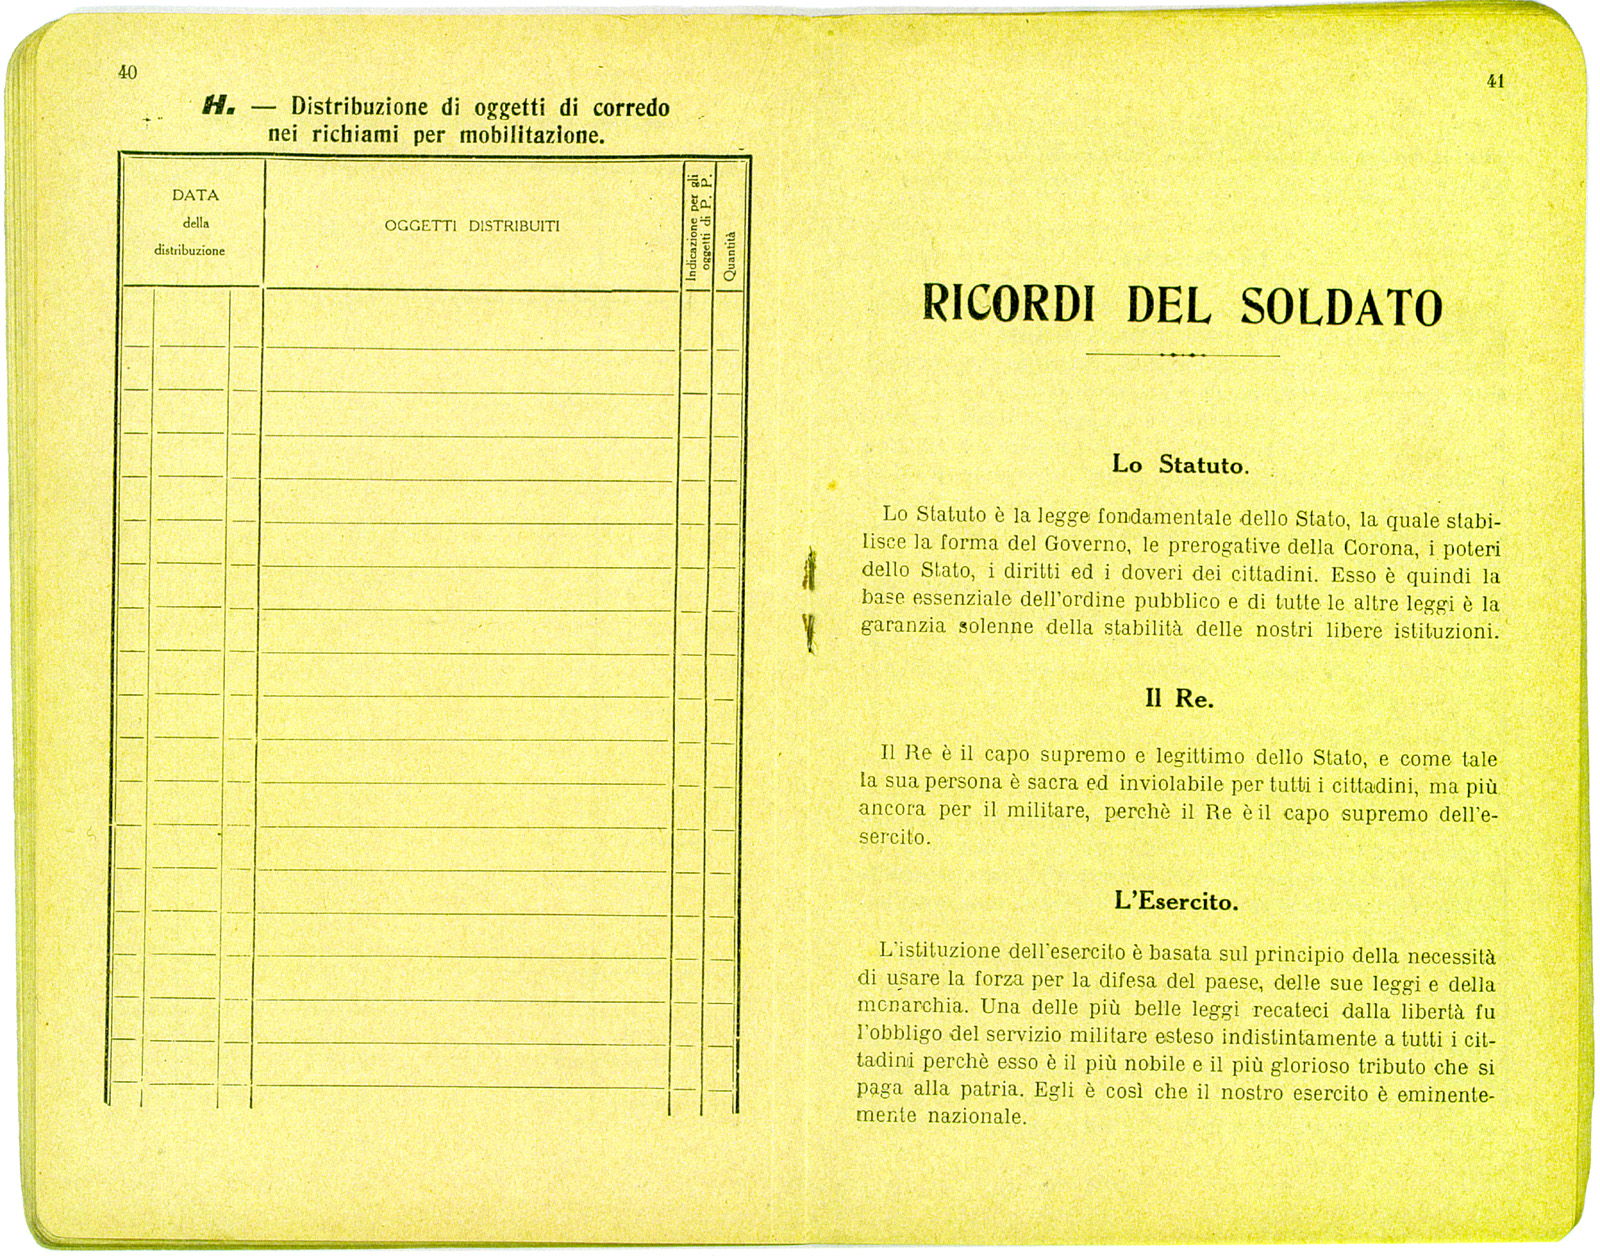 40
H. — Distribuzione di oggetti di corredo
nei richiami per mobilitazione.
DATA
della
distribuzione
OGGETTI DISTRIBUITI
Indicazione per gli
oggetti di P. P.
Quantità
41
RICORDI DEL SOLDATO
Lo Statuto.
Lo Statuto è la legge fondamentale dello Stato, la quale stabi-
lisce la forma del Governo, le prerogative della Corona, i poteri
dello Stato, i diritti ed i doveri dei cittadini. Esso è quindi la
base essenziale dell'ordine pubblico e di tutte le altre leggi è la
garanzia solenne della stabilità delle nostri libere istituzioni.
Il Re.
Il Re è il capo supremo e legittimo dello Stato, e come tale
la sua persona è sacra ed inviolabile per tutti i cittadini, ma più
ancora per il militare, perchè il Re è il capo supremo dell'e-
sercito.
L'Esercito.
L'istituzione dell'esercito è basata sul principio della necessità
di usare la forza per la difesa del paese, delle sue leggi e della
monarchia. Una delle più belle leggi recateci dalla libertà fu
l'obbligo del servizio militare esteso indistintamente a tutti i cit-
tadini perchè esso è il più nobile e il più glorioso tributo che si
paga alla patria. Egli è così che il nostro esercito è eminente-
mente nazionale.